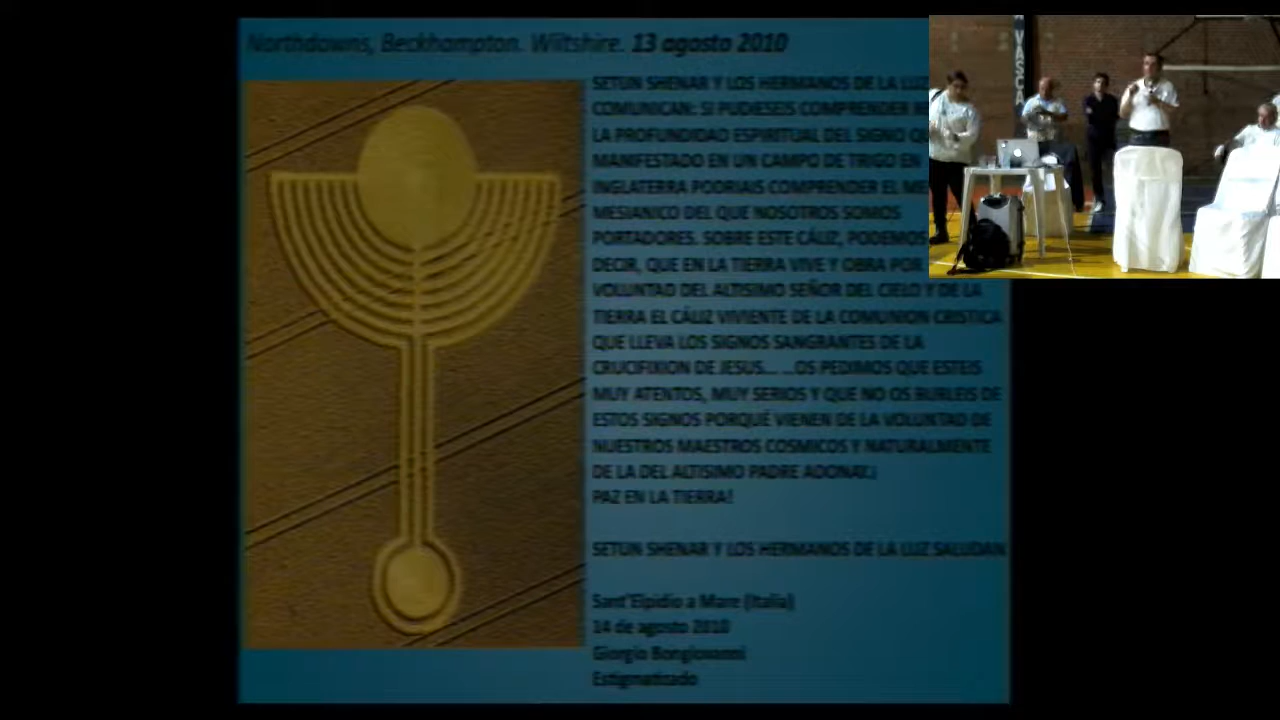 Northdowns, Beckhampton. Wiltshire. 13 agosto 2010
SETUN SHENAR Y LOS HERMANOS DE LA LUZ
COMUNICAN: SI PUDIESEIS COMPRENDER
LA PROFUNDIDAD ESPIRITUAL DEL SIGNO
MANIFESTADO EN UN CAMPO DE TRIGO EN
INGLATERRA PODRIAIS COMPRENDER EL
MESIANICO DEL QUE NOSOTROS SOMOS
PORTADORES. SOBRE ESTE CÁLIZ, PODEMOS
DECIR, QUE EN LA TIERRA VIVE Y OBRA POR
VOLUNTAD DEL ALTISIMO SEÑOR DEL CIELO Y DE LA
TIERRA EL CÁLIZ VIVIENTE DE LA COMUNION CRISTICA
QUE LLEVA LOS SIGNOS SANGRANTES DE LA
CRUCIFIXION DE JESUS... ...OS PEDIMOS QUE ESTEIS
MUY ATENTOS, MUY SERIOS Y QUE NO OS BURLEIS DE
ESTOS SIGNOS PORQUÉ VIENEN DE LA VOLUNTAD DE
NUESTROS MAESTROS COSMICOS Y NATURALMENTE
DE LA DEL ALTISIMO PADRE ADONAY.¡
PAZ EN LA TIERRA!
SETUN SHENAR Y LOS HERMANOS DE LA LUZ SALUDAN
Sant'Elpidio a Mare (Italia)
14 de agosto 2010
Giorgio Bongiovanni
Estigmatizado
VASCA